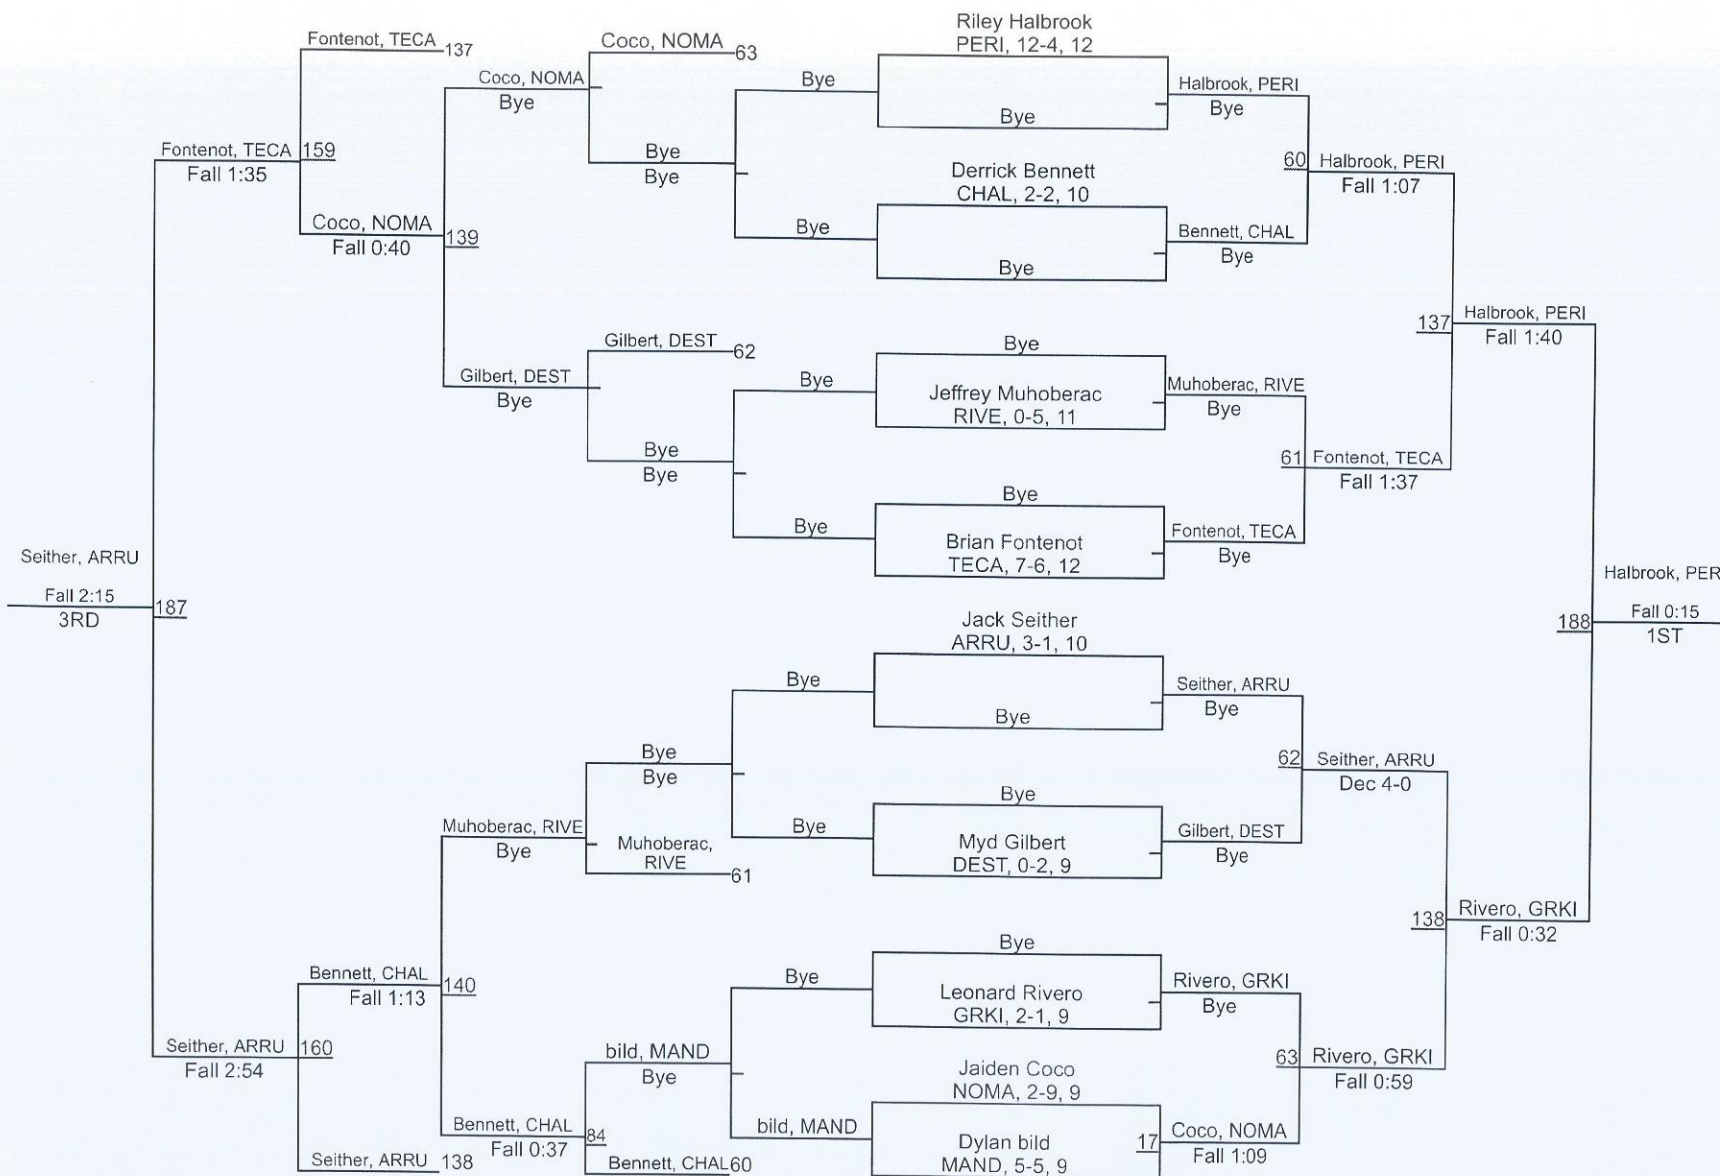 Riley Halbrook
PERI, 12-4, 12
Fontenot, TECA 137
Coco, NOMA 63
Coco, NOMA
Bye
Bye
Bye
Halbrook, PERI
Bye
Fontenot, TECA 159
Fall 1:35
Bye
Bye
Derrick Bennett
CHAL, 2-2, 10
60 Halbrook, PERI
Fall 1:07
Coco, NOMA
Fall 0:40
139
Bye
Bye
Bennett, CHAL
Bye
137 Halbrook, PERI
Fall 1:40
Gilbert, DEST 62
Gilbert, DEST
Bye
Bye
Bye
Jeffrey Muhoberac
RIVE, 0-5, 11
Muhoberac, RIVE
Bye
Bye
Bye
61 Fontenot, TECA
Fall 1:37
Bye
Bye
Brian Fontenot
TECA, 7-6, 12
Fontenot, TECA
Bye
Seither, ARRU
Fall 2:15
3RD
187
Halbrook, PER
Fall 0:15
1ST
188
Jack Seither
ARRU, 3-1, 10
Bye
Bye
Seither, ARRU
Bye
Bye
Bye
62 Seither, ARRU
Dec 4-0
Muhoberac, RIVE
Bye
Muhoberac,
RIVE
61
Bye
Bye
Myd Gilbert
DEST, 0-2, 9
Gilbert, DEST
Bye
138 Rivero, GRKI
Fall 0:32
Bennett, CHAL
Fall 1:13
140
Bye
Bye
Leonard Rivero
GRKI, 2-1, 9
Rivero, GRKI
Bye
Seither, ARRU 160
Fall 2:54
bild, MAND
Bye
Jaiden Coco
NOMA, 2-9, 9
63 Rivero, GRKI
Fall 0:59
Bennett, CHAL
Fall 0:37
84
bild, MAND
Dylan bild
MAND, 5-5, 9
17 Coco, NOMA
Fall 1:09
Seither, ARRU 138
Bennett, CHAL 60